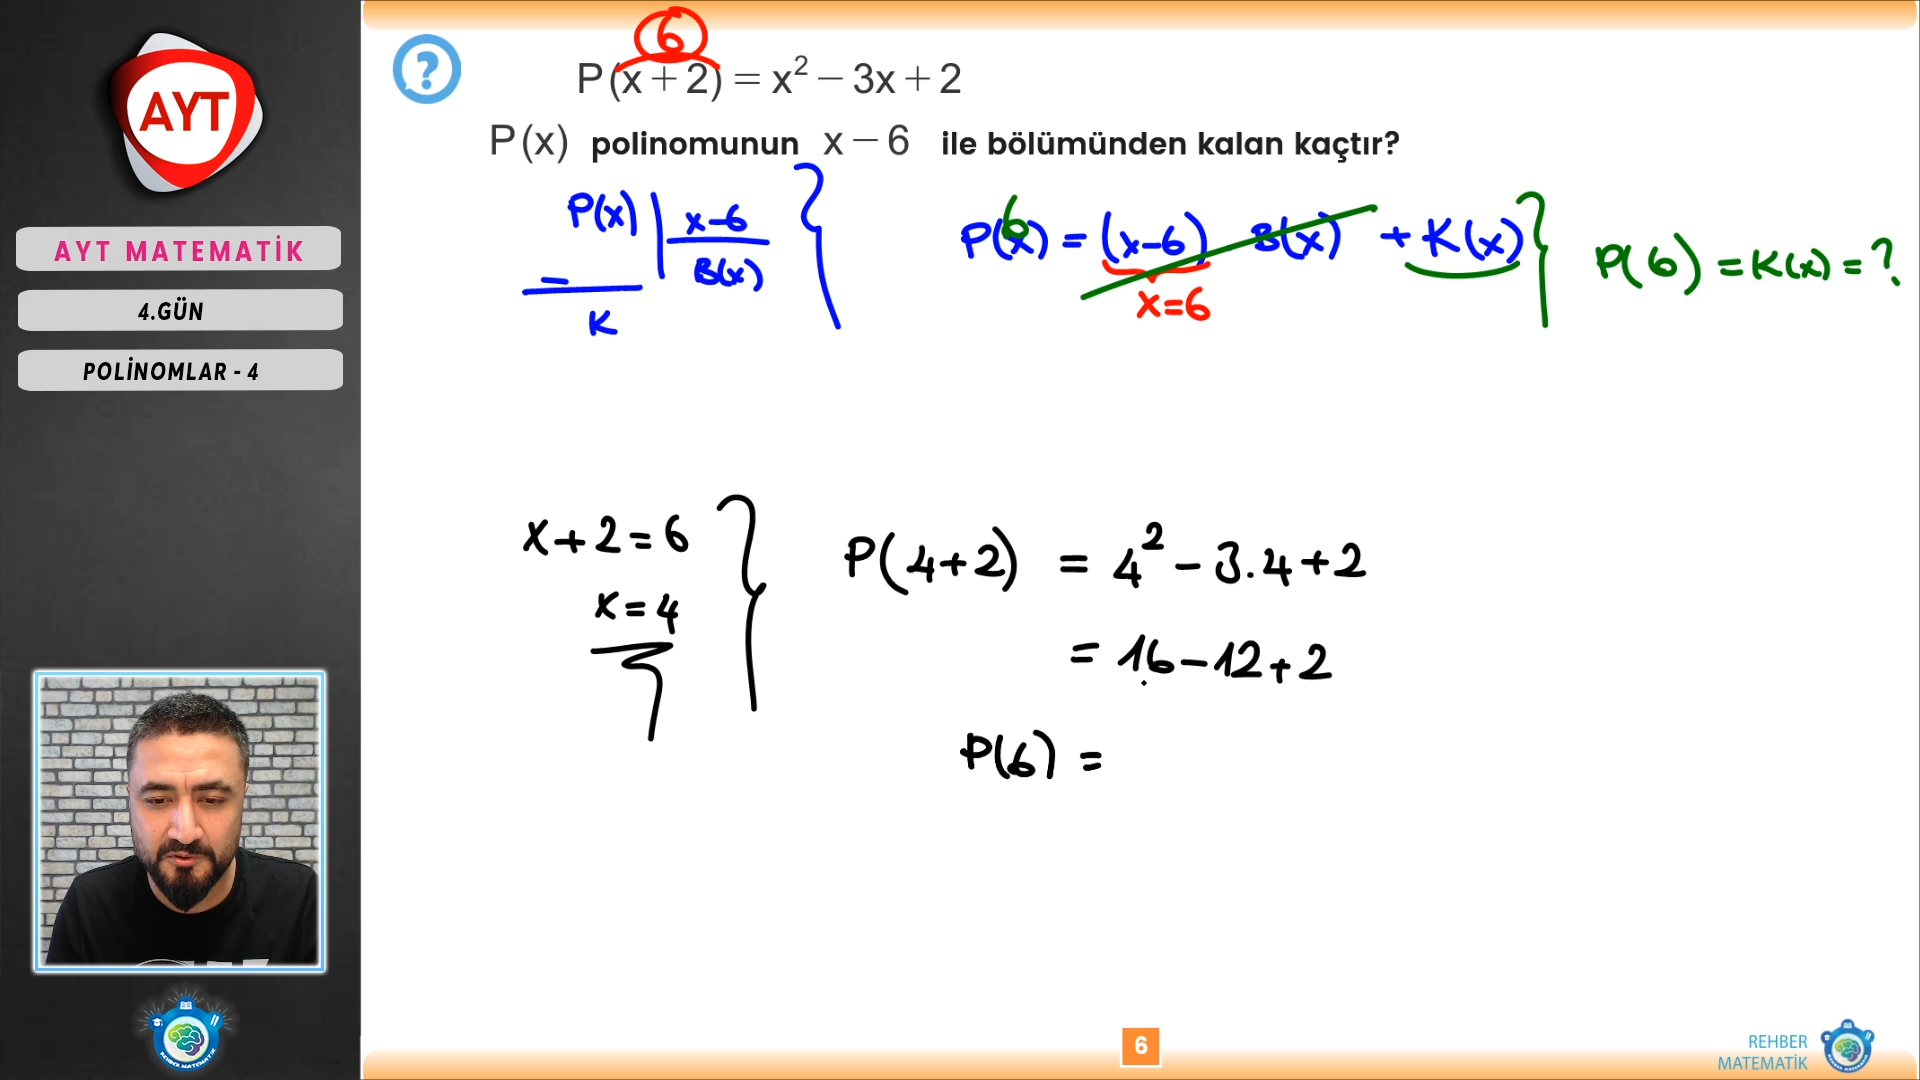 AYT
AYT MATEMATİK
4.GÜN
POLİNOMLAR - 4
?
6
P(x+2) = x² − 3x + 2
P(x) polinomunun x − 6 ile bölümünden kalan kaçtır?
P(x) | x−6
B(x)
−
K
P(x) = (x−6) B(x) + K(x)
6
x=6
P(6) = K(x) = ?
x+2=6
x=4
P(4+2) = 4² − 3.4+2
= 16−12+2
P(6) =
6
REHBER
MATEMATİK
REHBER MATEMATİK